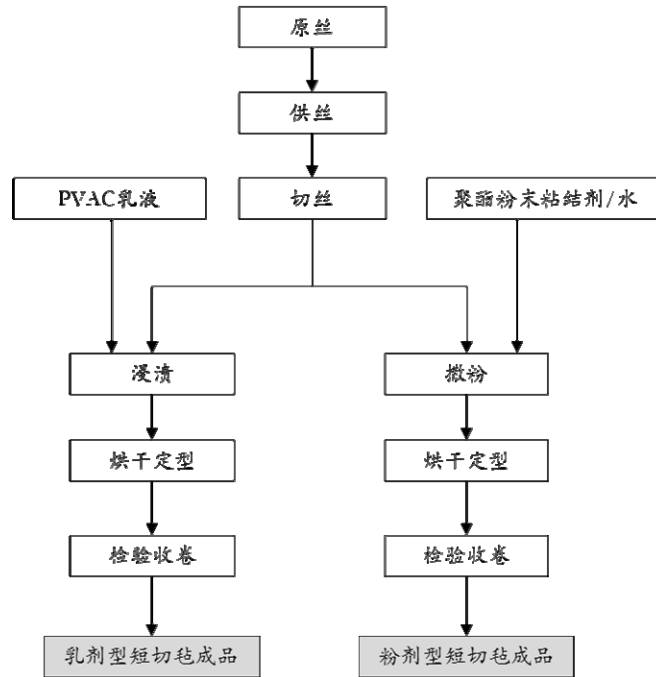 原丝
供丝
PVAC乳液
切丝
聚酯粉末粘结剂/水
浸渍
撒粉
烘干定型
烘干定型
检验收卷
检验收卷
乳剂型短切毡成品
粉剂型短切毡成品